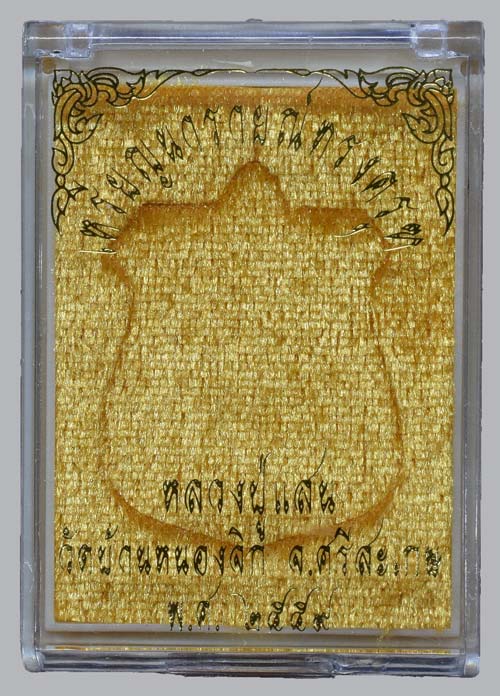 หลวงปู่แสน
วัดบ้านหนองจิก จ.ศรีสะเกษ
พ.ศ. ๒๕๕๙